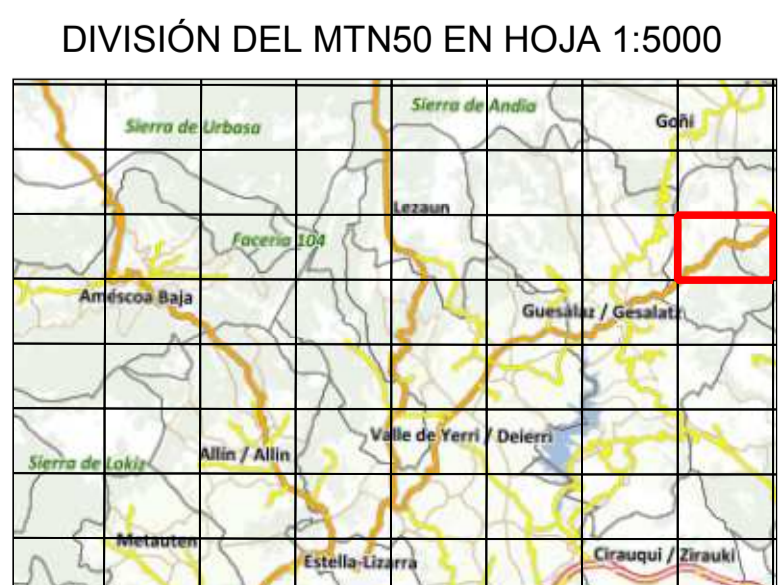 DIVISIÓN DEL MTN50 EN HOJA 1:5000
Sierra de Andia
Sierra de Urbasa
Goñi
Lezaun
Faceria 104
Améscoa Baja
Guesálaz / Gesalatz
Valle de Yerri / Deierri
Allín / Allin
Sierra de Lokiz
Metauten
Estella-Lizarra
Cirauqui / Zirauki